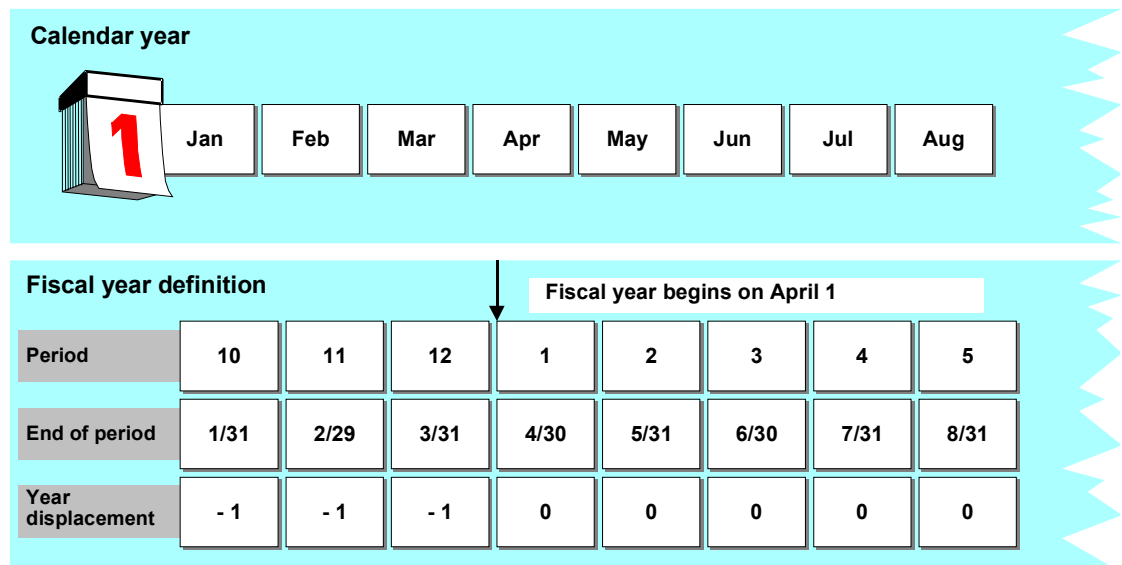 Calendar year
1
Jan Feb Mar Apr May Jun Jul Aug
Fiscal year definition
Fiscal year begins on April 1
Period 10 11 12 1 2 3 4 5
End of period 1/31 2/29 3/31 4/30 5/31 6/30 7/31 8/31
Year
displacement - 1 - 1 - 1 0 0 0 0 0